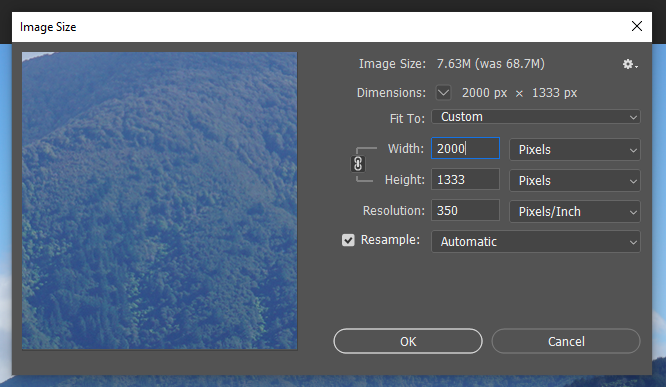 Image Size
Image Size: 7.63M (was 68.7M)
Dimensions: 2000 px × 1333 px
Fit To: Custom
Width: 2000 Pixels
Height: 1333 Pixels
Resolution: 350 Pixels/Inch
Resample: Automatic
OK Cancel